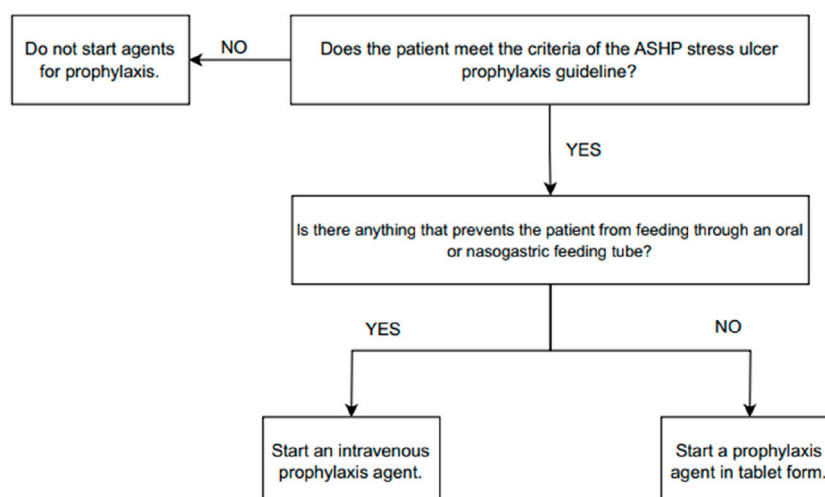 Do not start agents
for prophylaxis.
NO
Does the patient meet the criteria of the ASHP stress ulcer
prophylaxis guideline?
YES
Is there anything that prevents the patient from feeding through an oral
or nasogastric feeding tube?
YES
NO
Start an intravenous
prophylaxis agent.
Start a prophylaxis
agent in tablet form.